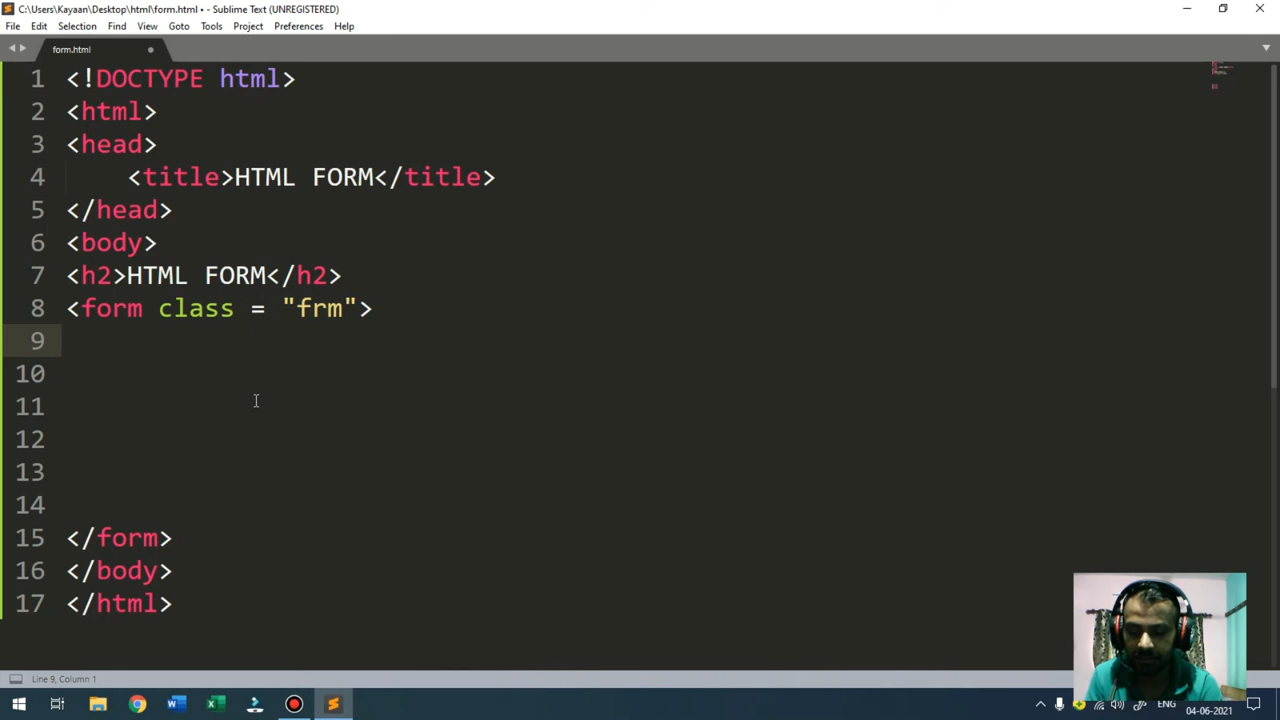 C:\Users\Kayaan\Desktop\html\form.html • - Sublime Text (UNREGISTERED)
File Edit Selection Find View Goto Tools Project Preferences Help
form.html
1 <!DOCTYPE html>
2 <html>
3 <head>
4 <title>HTML FORM</title>
5 </head>
6 <body>
7 <h2>HTML FORM</h2>
8 <form class = "frm">
9
10
11
12
13
14
15 </form>
16 </body>
17 </html>
Line 9, Column 1
ENG
04-06-2021